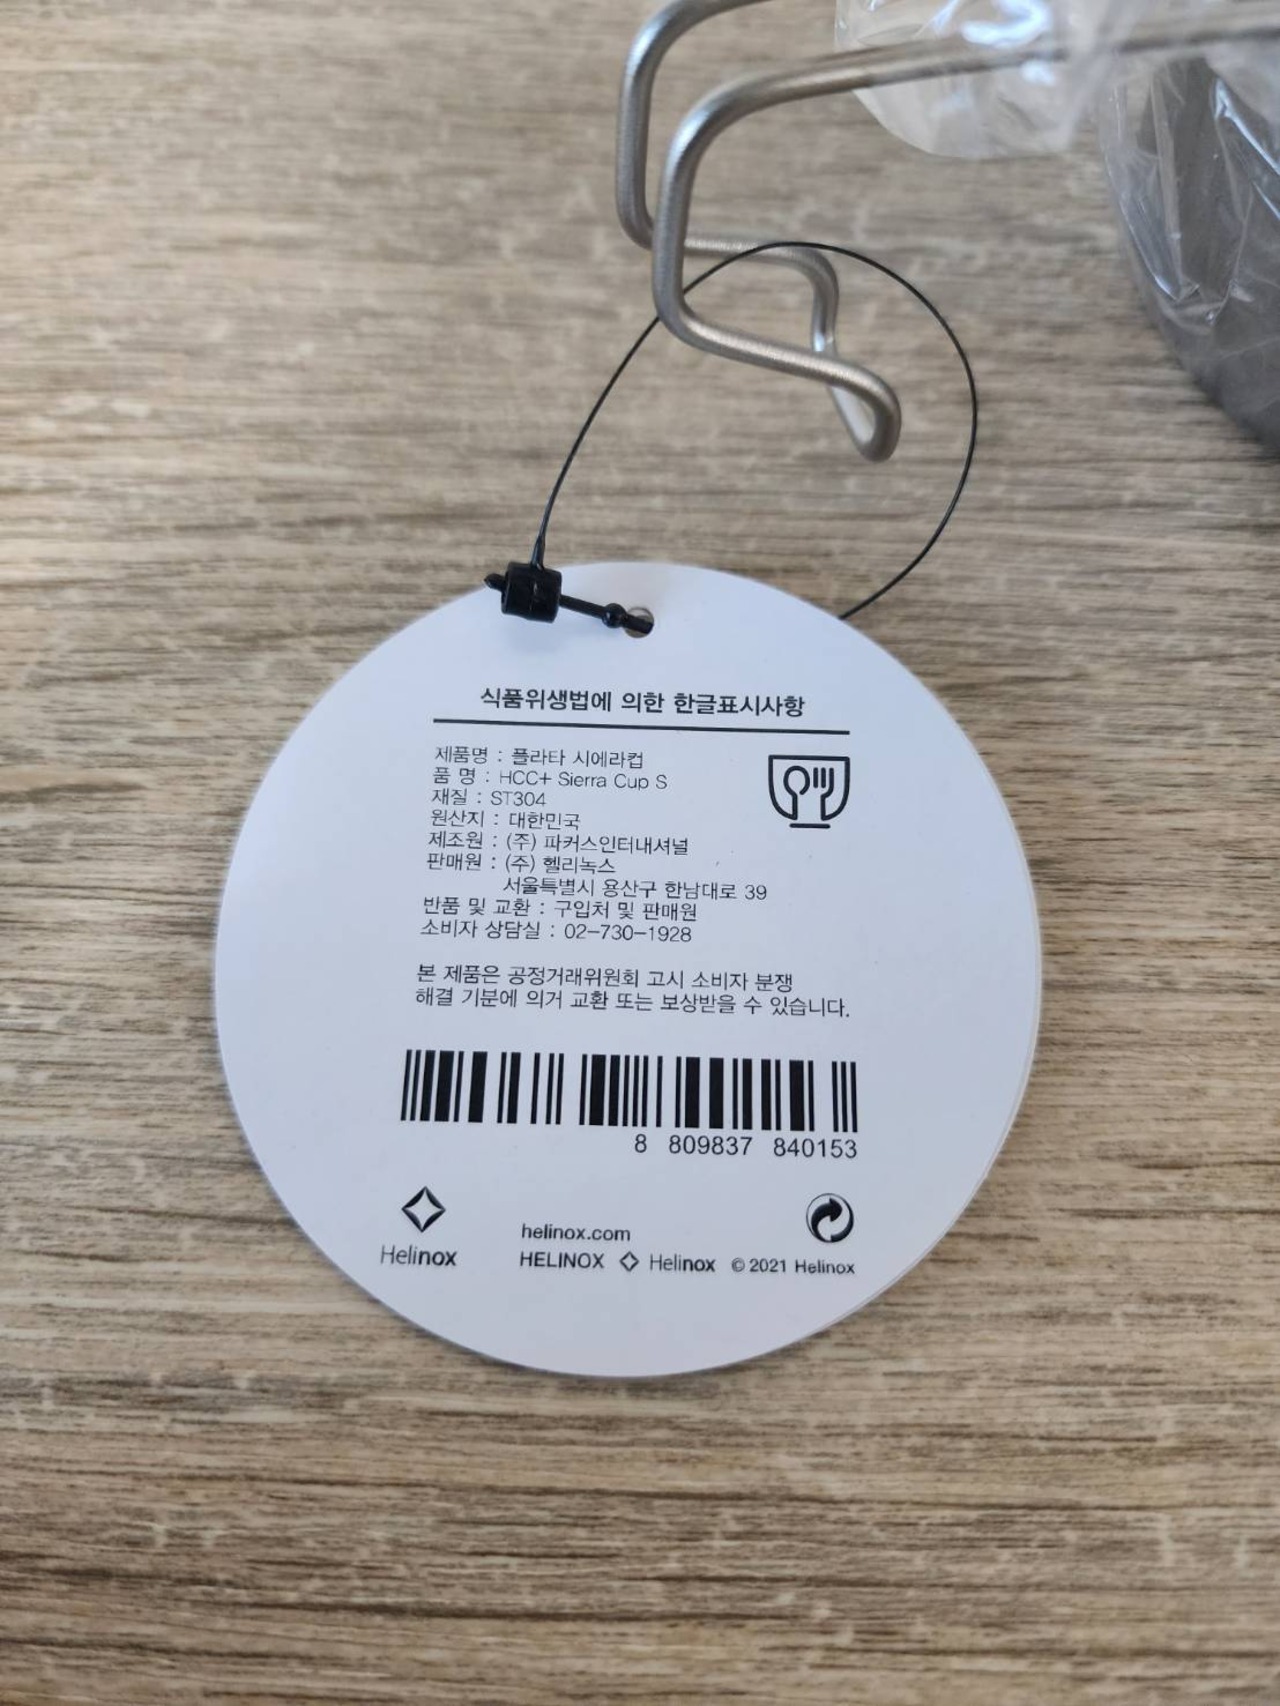 식품위생법에 의한 한글표시사항
제품명 : 플라타 시에라컵
품 명 : HCC+ Sierra Cup S
재질 : ST304
원산지 : 대한민국
제조원 : (주) 파커스인터내셔널
판매원 : (주) 헬리녹스
서울특별시 용산구 한남대로 39
반품 및 교환 : 구입처 및 판매원
소비자 상담실 : 02-730-1928
본 제품은 공정거래위원회 고시 소비자 분쟁
해결 기분에 의거 교환 또는 보상받을 수 있습니다.
8 809837 840153
Helinox
helinox.com
HELINOX Helinox © 2021 Helinox